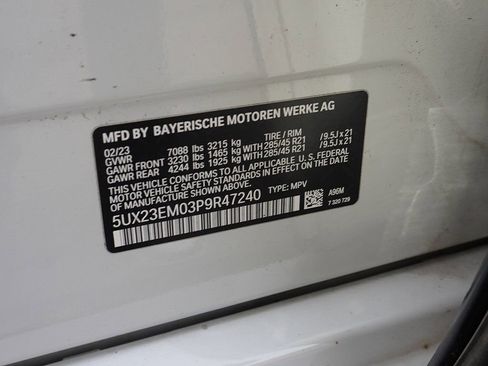 MFD BY BAYERISCHE MOTOREN WERKE AG
02/23 TIRE / RIM
GVWR 7088 lbs 3215 kg
GAWR FRONT 3230 lbs 1465 kg WITH 285/45 R21 / 9.5J x 21
GAWR REAR 4244 lbs 1925 kg WITH 285/45 R21 / 9.5J x 21
THIS VEHICLE CONFORMS TO ALL APPLICABLE U.S. FEDERAL
MOTOR VEHICLE SAFETY STANDARDS IN EFFECT ON THE
DATE OF MANUFACTURE SHOWN ABOVE.
5UX23EM03P9R47240 TYPE: MPV
A96M
7 320 729